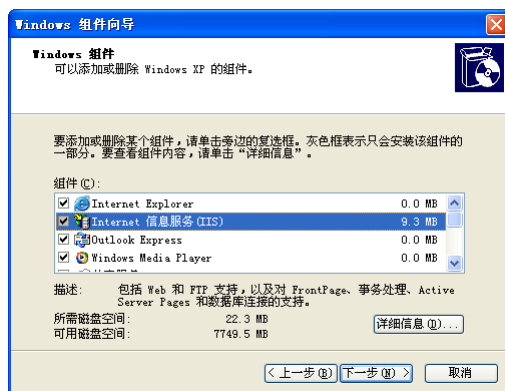 Windows 组件向导
Windows 组件
可以添加或删除 Windows XP 的组件。
要添加或删除某个组件，请单击旁边的复选框。灰色框表示只会安装该组件的
一部分。要查看组件内容，请单击“详细信息”。
组件(C):
Internet Explorer 0.0 MB
Internet 信息服务(IIS) 9.3 MB
Outlook Express 0.0 MB
Windows Media Player 0.0 MB
描述: 包括 Web 和 FTP 支持，以及对 FrontPage、事务处理、Active
Server Pages 和数据库连接的支持。
所需磁盘空间: 22.3 MB
可用磁盘空间: 7749.5 MB
详细信息(D)...
< 上一步(B) 下一步(N) > 取消